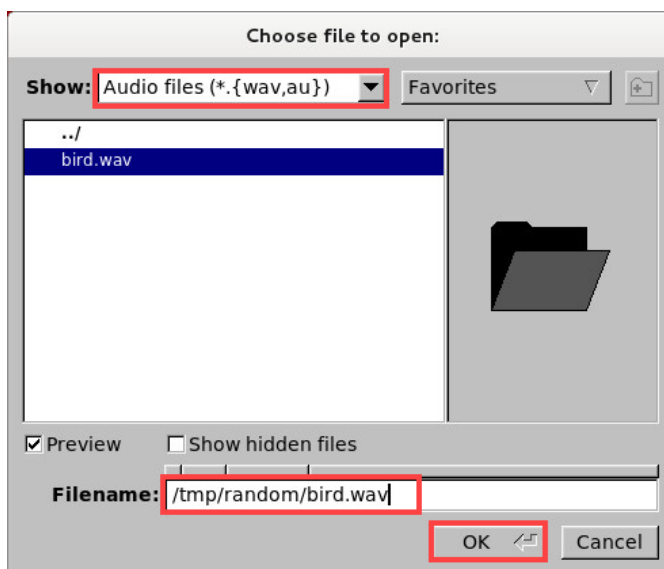 Choose file to open:
Show: Audio files (*.{wav,au}) Favorites
../
bird.wav
Preview Show hidden files
Filename: /tmp/random/bird.wav
OK Cancel